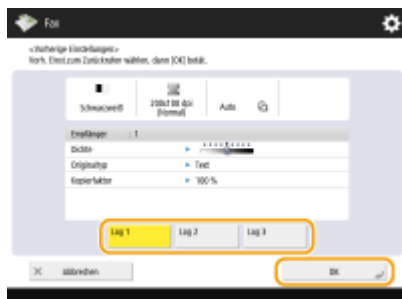 Fax
<Vorherige Einstellungen>
Vorh. Einst.zum Zurückrufen wählen, dann [OK] betät.
Schwarzweiß
200x100 dpi
(Normal)
Auto
Empfänger : 1
Dichte
Originaltyp ► Text
Kopierfaktor ► 100 %
Log 1
Log 2
Log 3
Abbrechen
OK